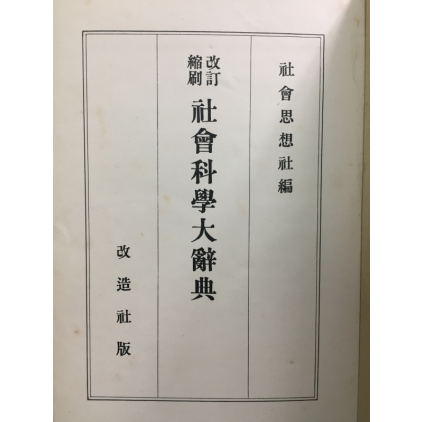 社會思想社編
改訂
縮刷
社會科學大辭典
改造社版